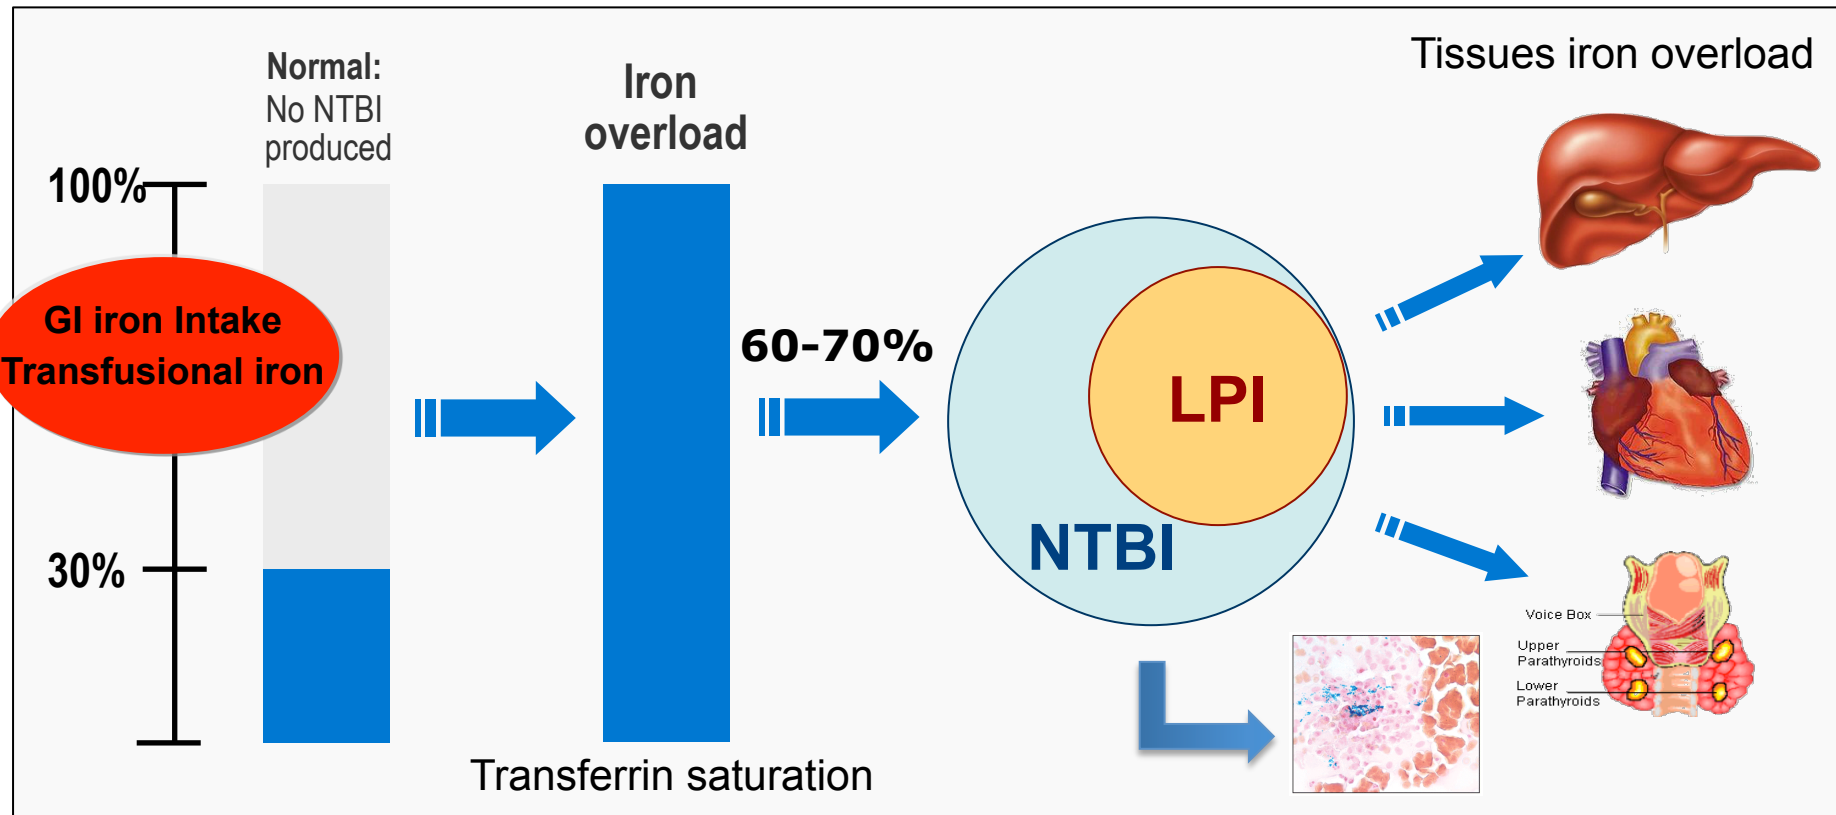 Tissues iron overload
Normal:
No NTBI
produced
Iron
overload
100%
GI iron Intake
Transfusional iron
60-70%
LPI
30%
NTBI
Voice Box
Upper
Parathyroids
Lower
Parathyroids
Transferrin saturation